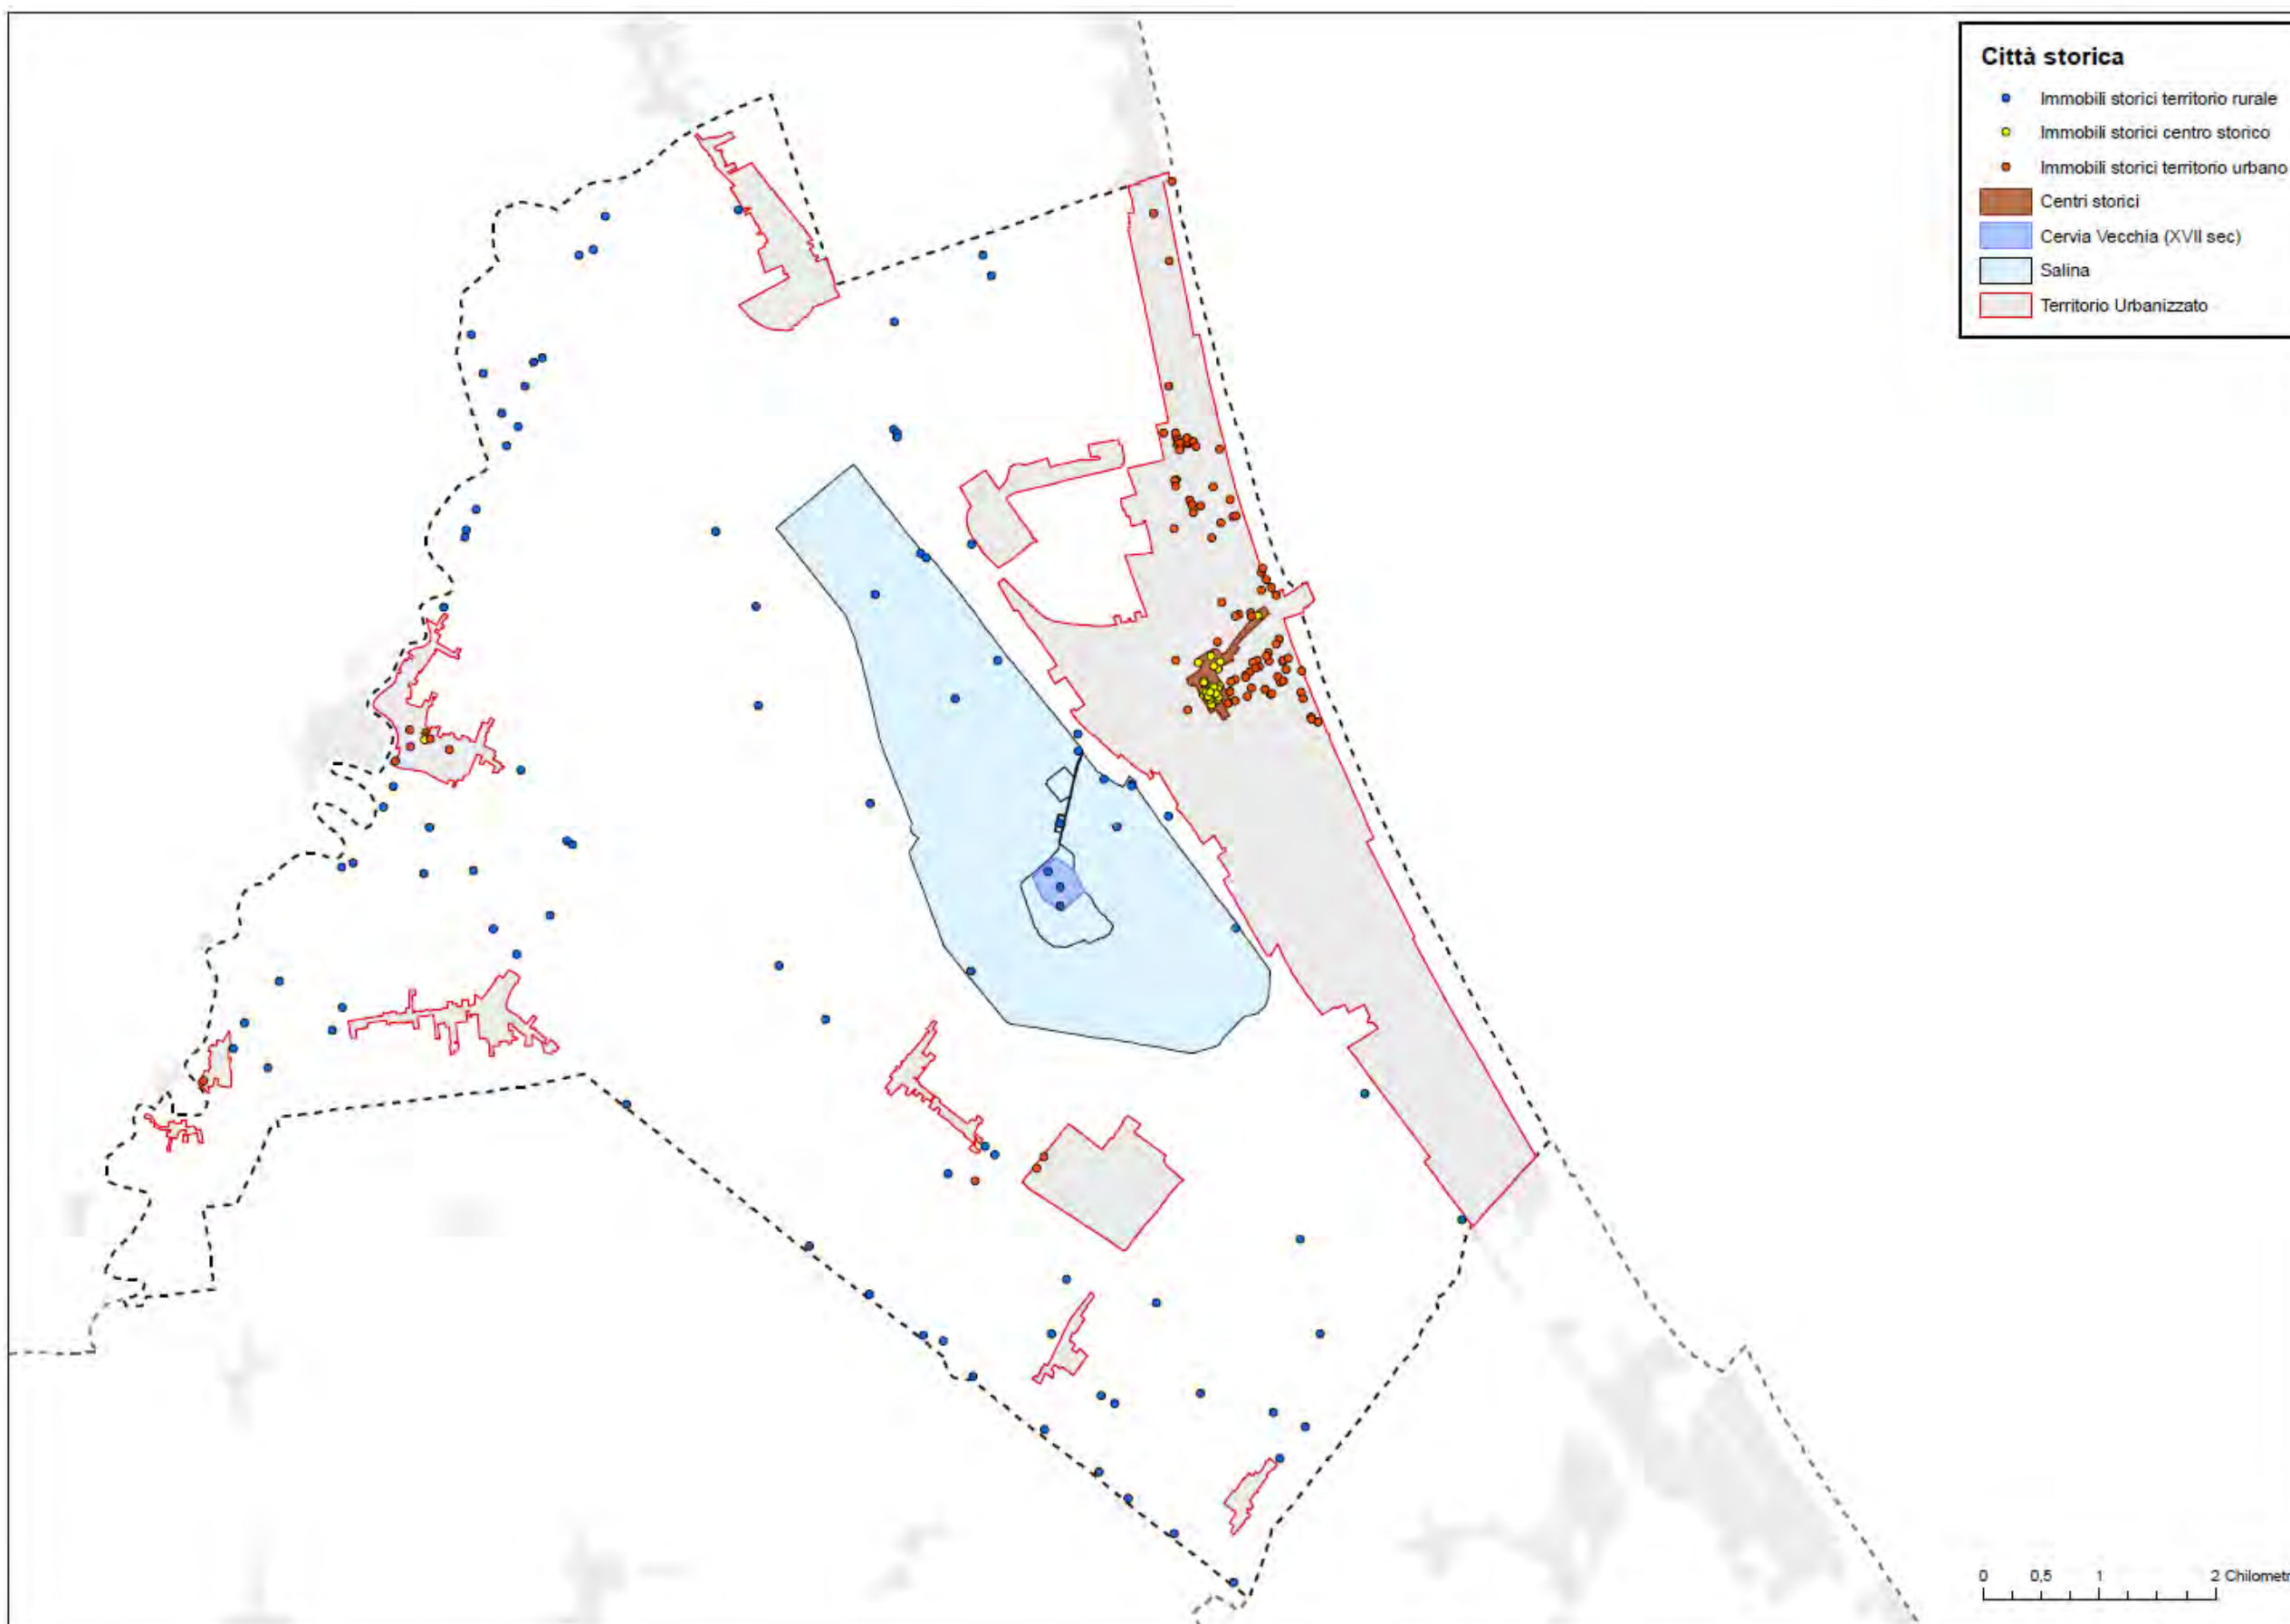 Città storica
Immobili storici territorio rurale
Immobili storici centro storico
Immobili storici territorio urbano
Centri storici
Cervia Vecchia (XVII sec)
Salina
Territorio Urbanizzato
0 0,5 1 2 Chilometri